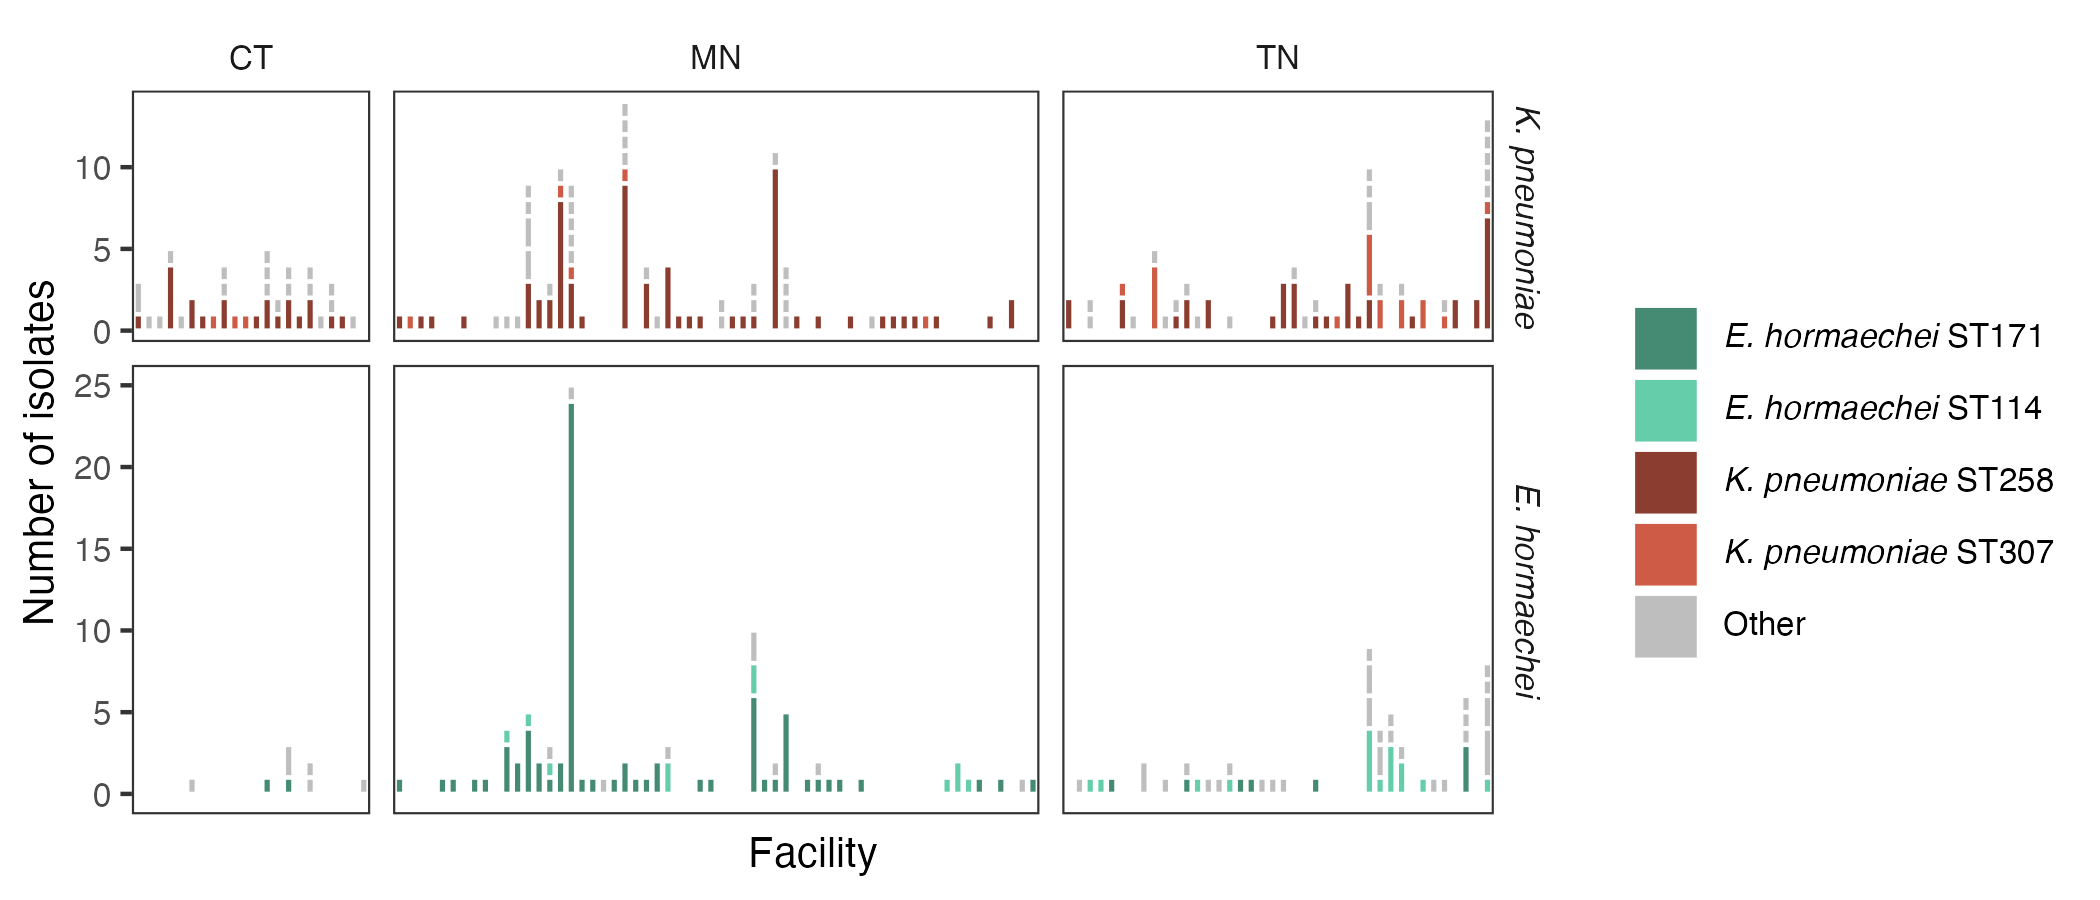 CT
MN
TN
10
5
0
K. pneumoniae
25
20
15
10
5
0
E. hormaechei
Number of isolates
Facility
E. hormaechei ST171
E. hormaechei ST114
K. pneumoniae ST258
K. pneumoniae ST307
Other